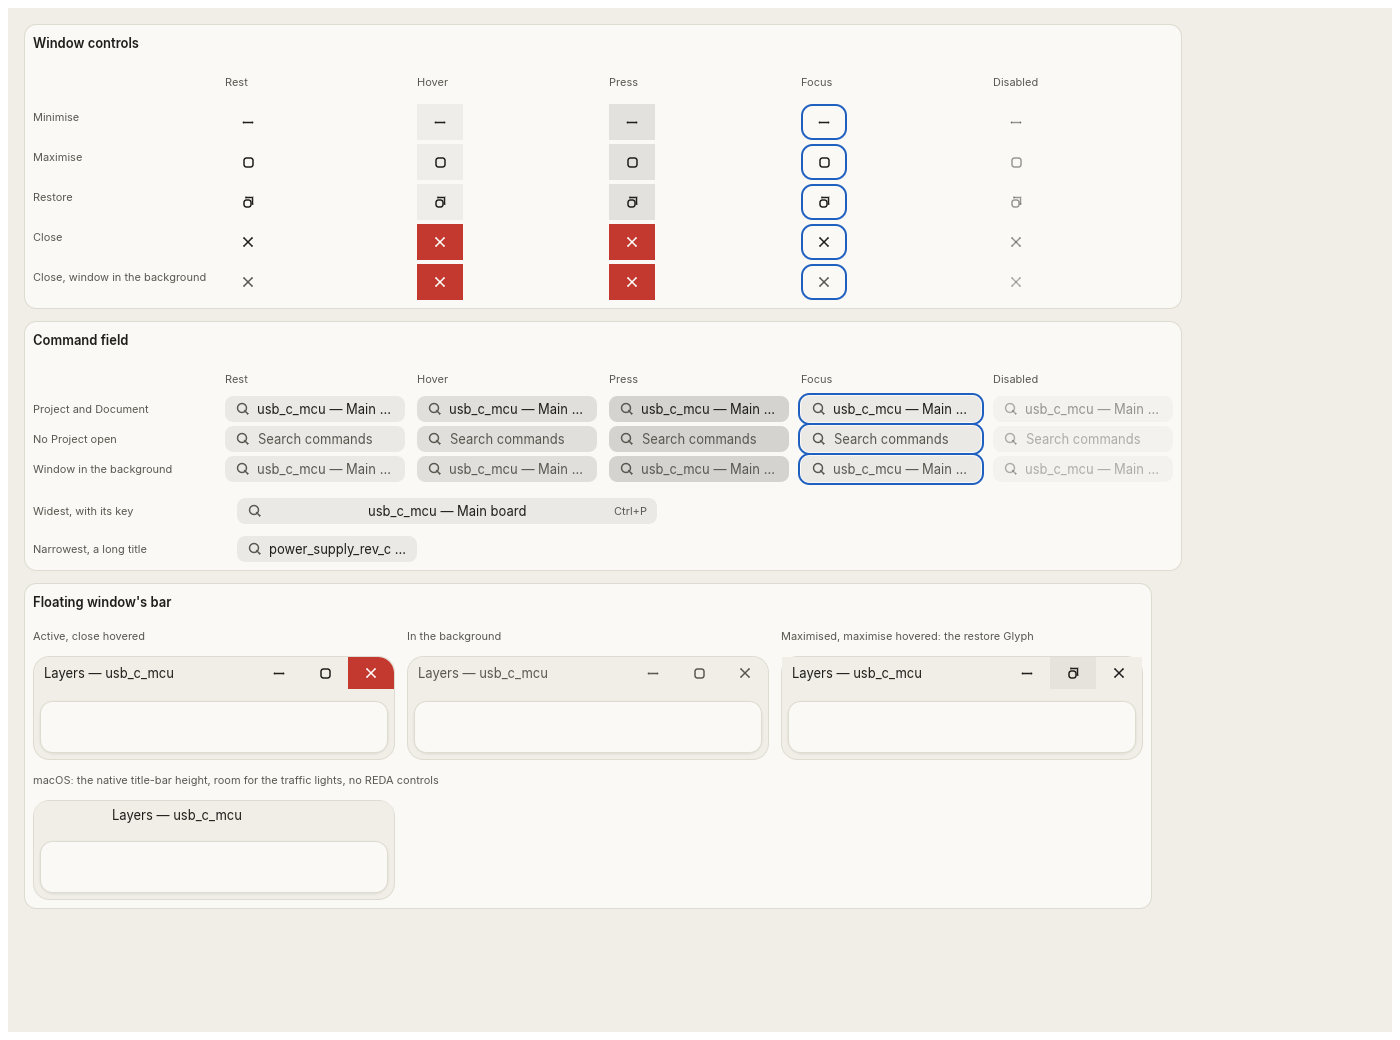 Window controls
Rest Hover Press Focus Disabled
Minimise
Maximise
Restore
Close
Close, window in the background
Command field
Rest Hover Press Focus Disabled
Project and Document usb_c_mcu — Main ... usb_c_mcu — Main ... usb_c_mcu — Main ... usb_c_mcu — Main ... usb_c_mcu — Main ...
No Project open Search commands Search commands Search commands Search commands Search commands
Window in the background usb_c_mcu — Main ... usb_c_mcu — Main ... usb_c_mcu — Main ... usb_c_mcu — Main ... usb_c_mcu — Main ...
Widest, with its key usb_c_mcu — Main board Ctrl+P
Narrowest, a long title power_supply_rev_c ...
Floating window's bar
Active, close hovered In the background Maximised, maximise hovered: the restore Glyph
Layers — usb_c_mcu Layers — usb_c_mcu Layers — usb_c_mcu
macOS: the native title-bar height, room for the traffic lights, no REDA controls
Layers — usb_c_mcu